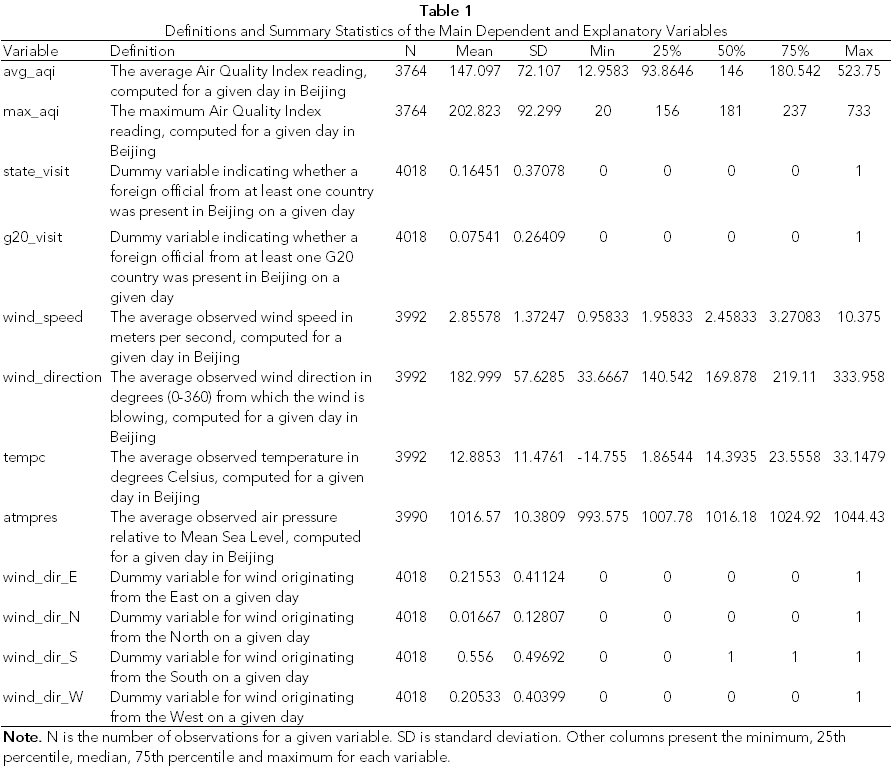 Table 1
Definitions and Summary Statistics of the Main Dependent and Explanatory Variables
Variable Definition N Mean SD Min 25% 50% 75% Max
avg_aqi The average Air Quality Index reading, 3764 147.097 72.107 12.9583 93.8646 146 180.542 523.75
computed for a given day in Beijing
max_aqi The maximum Air Quality Index 3764 202.823 92.299 20 156 181 237 733
reading, computed for a given day in
Beijing
state_visit Dummy variable indicating whether a 4018 0.16451 0.37078 0 0 0 0 1
foreign official from at least one country
was present in Beijing on a given day
g20_visit Dummy variable indicating whether a 4018 0.07541 0.26409 0 0 0 0 1
foreign official from at least one G20
country was present in Beijing on a
given day
wind_speed The average observed wind speed in 3992 2.85578 1.37247 0.95833 1.95833 2.45833 3.27083 10.375
meters per second, computed for a
given day in Beijing
wind_direction The average observed wind direction in 3992 182.999 57.6285 33.6667 140.542 169.878 219.11 333.958
degrees (0-360) from which the wind is
blowing, computed for a given day in
Beijing
tempc The average observed temperature in 3992 12.8853 11.4761 -14.755 1.86544 14.3935 23.5558 33.1479
degrees Celsius, computed for a given
day in Beijing
atmpres The average observed air pressure 3990 1016.57 10.3809 993.575 1007.78 1016.18 1024.92 1044.43
relative to Mean Sea Level, computed
for a given day in Beijing
wind_dir_E Dummy variable for wind originating 4018 0.21553 0.41124 0 0 0 0 1
from the East on a given day
wind_dir_N Dummy variable for wind originating 4018 0.01667 0.12807 0 0 0 0 1
from the North on a given day
wind_dir_S Dummy variable for wind originating 4018 0.556 0.49692 0 0 1 1 1
from the South on a given day
wind_dir_W Dummy variable for wind originating 4018 0.20533 0.40399 0 0 0 0 1
from the West on a given day
Note. N is the number of observations for a given variable. SD is standard deviation. Other columns present the minimum, 25th
percentile, median, 75th percentile and maximum for each variable.